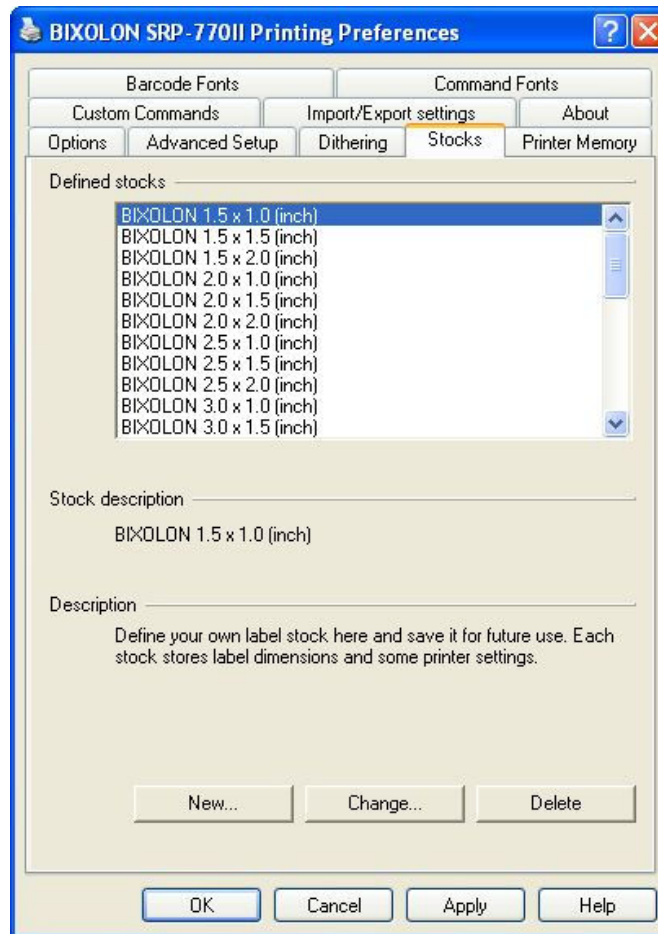 BIXOLON SRP-770II Printing Preferences
Barcode Fonts Command Fonts
Custom Commands Import/Export settings About
Options Advanced Setup Dithering Stocks Printer Memory
Defined stocks
BIXOLON 1.5 x 1.0 (inch)
BIXOLON 1.5 x 1.5 (inch)
BIXOLON 1.5 x 2.0 (inch)
BIXOLON 2.0 x 1.0 (inch)
BIXOLON 2.0 x 1.5 (inch)
BIXOLON 2.0 x 2.0 (inch)
BIXOLON 2.5 x 1.0 (inch)
BIXOLON 2.5 x 1.5 (inch)
BIXOLON 2.5 x 2.0 (inch)
BIXOLON 3.0 x 1.0 (inch)
BIXOLON 3.0 x 1.5 (inch)
Stock description
BIXOLON 1.5 x 1.0 (inch)
Description
Define your own label stock here and save it for future use. Each
stock stores label dimensions and some printer settings.
New... Change... Delete
OK Cancel Apply Help